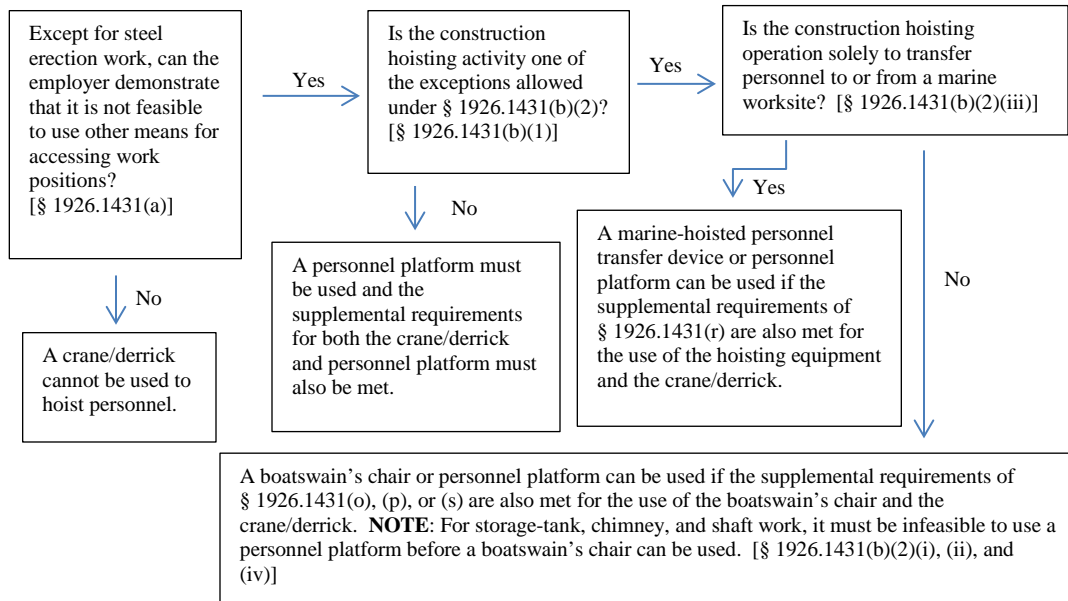 Except for steel
erection work, can the
employer demonstrate
that it is not feasible
to use other means for
accessing work
positions?
[§ 1926.1431(a)]
Yes
Is the construction
hoisting activity one of
the exceptions allowed
under § 1926.1431(b)(2)?
[§ 1926.1431(b)(1)]
Yes
Is the construction hoisting
operation solely to transfer
personnel to or from a marine
worksite?  [§ 1926.1431(b)(2)(iii)]
No
A crane/derrick
cannot be used to
hoist personnel.
No
A personnel platform must
be used and the
supplemental requirements
for both the crane/derrick
and personnel platform must
also be met.
Yes
A marine-hoisted personnel
transfer device or personnel
platform can be used if the
supplemental requirements of
§ 1926.1431(r) are also met for
the use of the hoisting equipment
and the crane/derrick.
No
A boatswain’s chair or personnel platform can be used if the supplemental requirements of
§ 1926.1431(o), (p), or (s) are also met for the use of the boatswain’s chair and the
crane/derrick.  NOTE: For storage-tank, chimney, and shaft work, it must be infeasible to use a
personnel platform before a boatswain’s chair can be used.  [§ 1926.1431(b)(2)(i), (ii), and
(iv)]